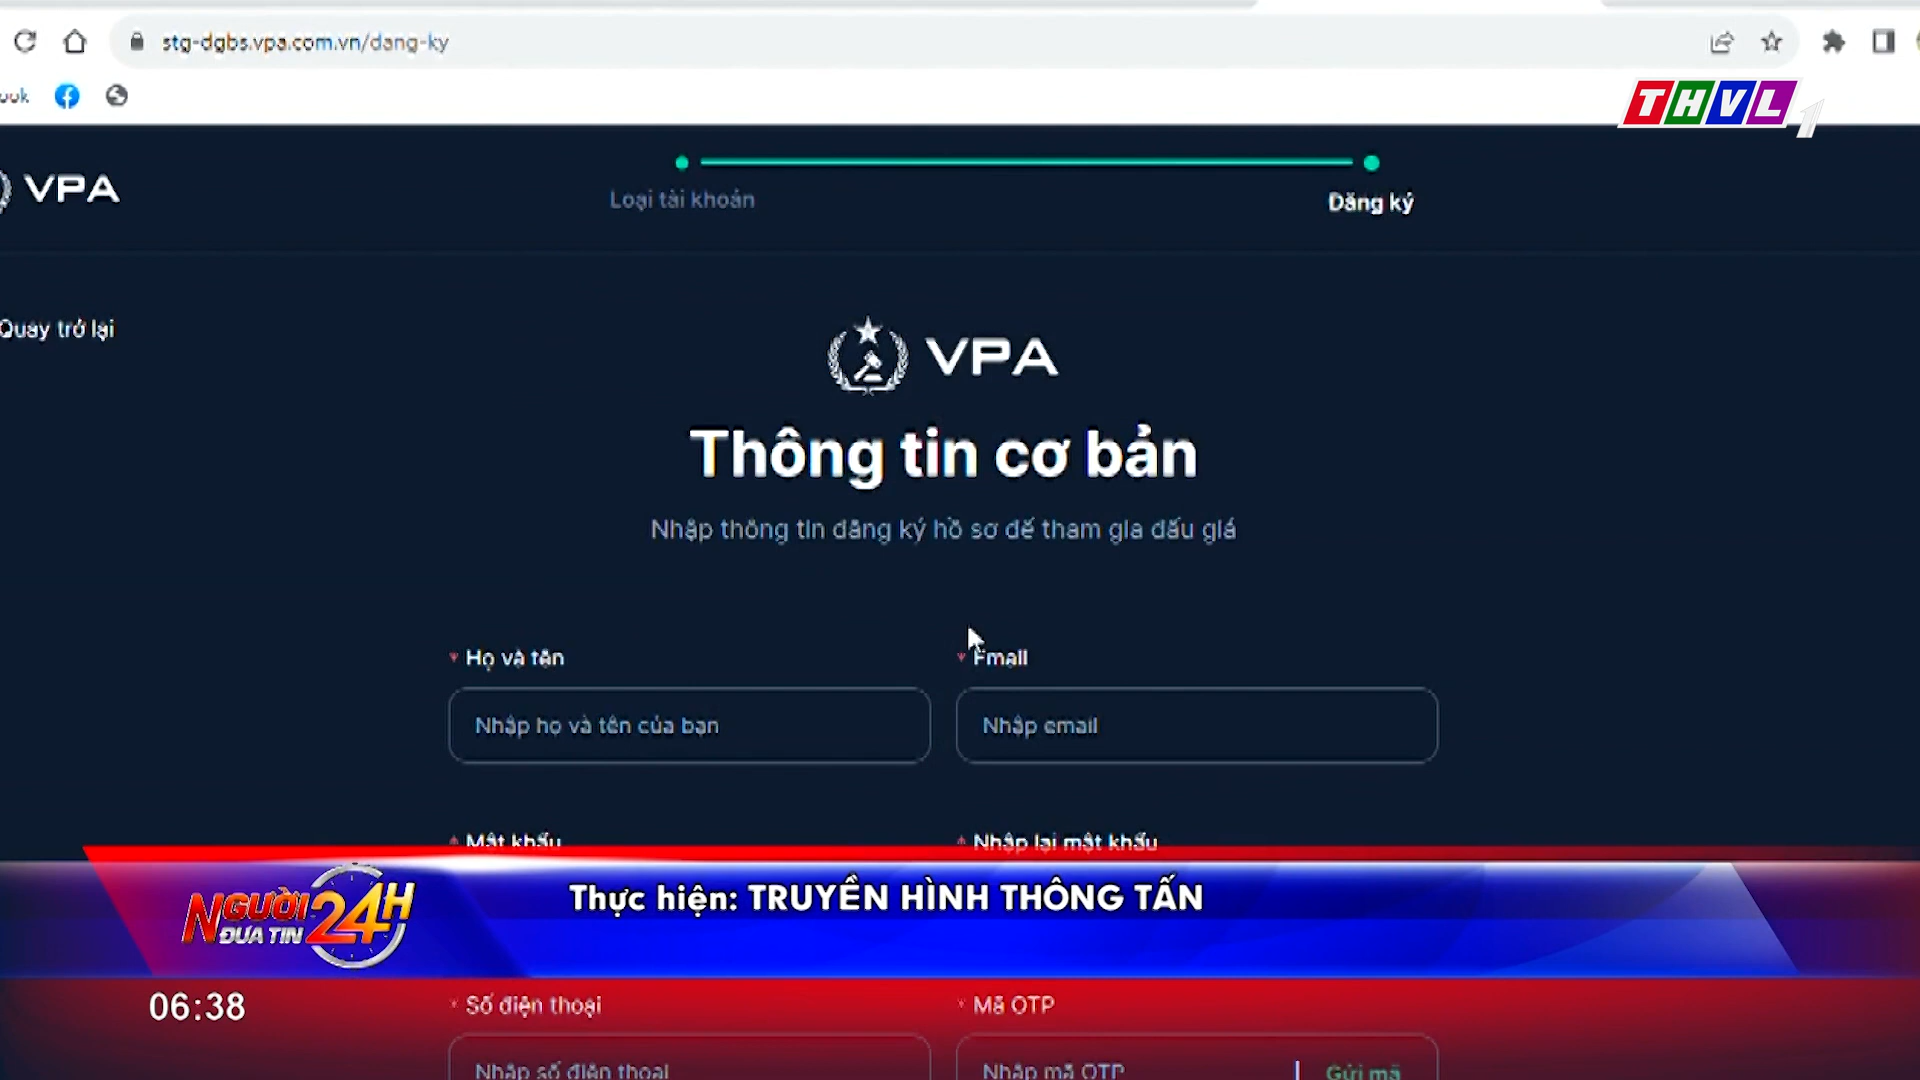 stg-dgbs.vpa.com.vn/dang-ky
THVL1
VPA
Loại tài khoản
Đăng ký
Quay trở lại
VPA
Thông tin cơ bản
Nhập thông tin đăng ký hồ sơ để tham gia đấu giá
* Họ và tên
* Email
Nhập họ và tên của bạn
Nhập email
* Mật khẩu
* Nhập lại mật khẩu
NGƯỜI ĐƯA TIN 24H
Thực hiện: TRUYỀN HÌNH THÔNG TẤN
06:38
* Số điện thoại
* Mã OTP
Nhập số điện thoại
Nhập mã OTP
Gửi mã